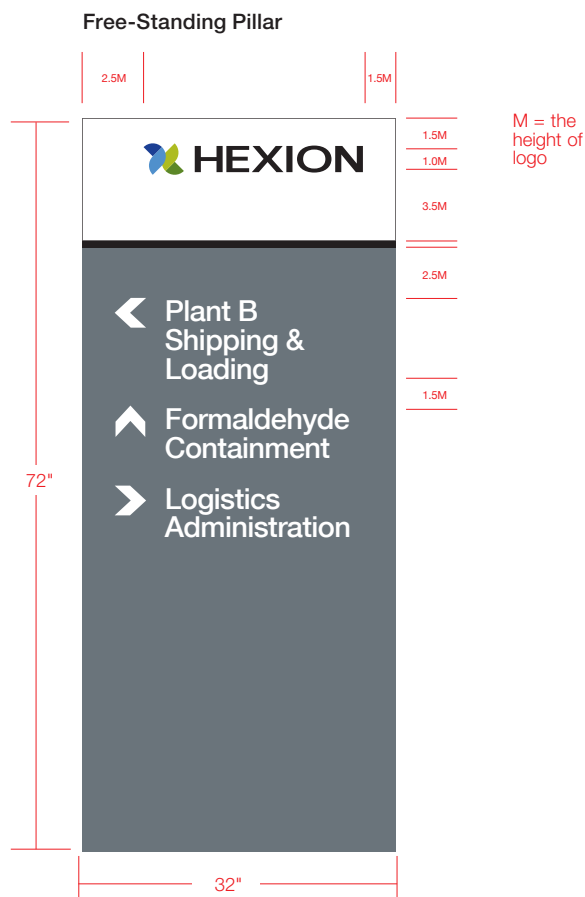 Free-Standing Pillar
2.5M
1.5M
HEXION
1.5M
1.0M
3.5M
M = the
height of
logo
2.5M
Plant B
Shipping &
Loading
1.5M
Formaldehyde
Containment
72"
Logistics
Administration
32"